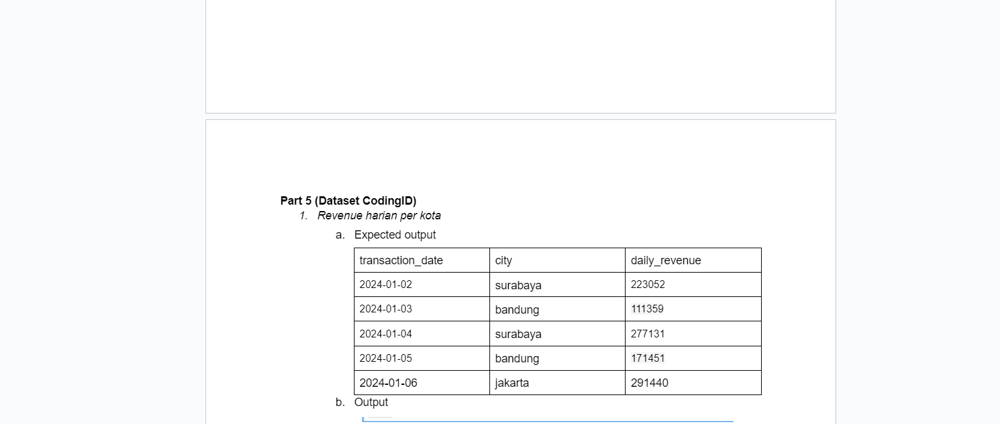 Part 5 (Dataset CodingID)
1. Revenue harian per kota
a. Expected output
transaction_date city daily_revenue
2024-01-02 surabaya 223052
2024-01-03 bandung 111359
2024-01-04 surabaya 277131
2024-01-05 bandung 171451
2024-01-06 jakarta 291440
b. Output